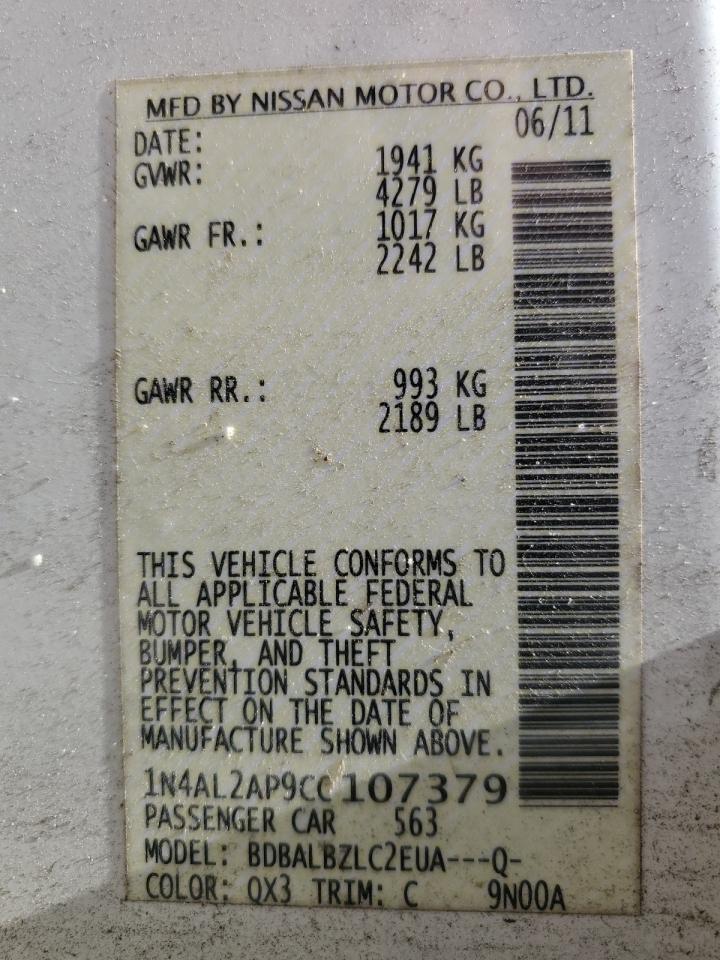 MFD BY NISSAN MOTOR CO., LTD.
DATE: 06/11
GVWR: 1941 KG
4279 LB
GAWR FR.: 1017 KG
2242 LB
GAWR RR.: 993 KG
2189 LB
THIS VEHICLE CONFORMS TO
ALL APPLICABLE FEDERAL
MOTOR VEHICLE SAFETY,
BUMPER, AND THEFT
PREVENTION STANDARDS IN
EFFECT ON THE DATE OF
MANUFACTURE SHOWN ABOVE.
1N4AL2AP9CC107379
PASSENGER CAR 563
MODEL: BDBALBZLC2EUA---Q-
COLOR: QX3 TRIM: C 9N00A